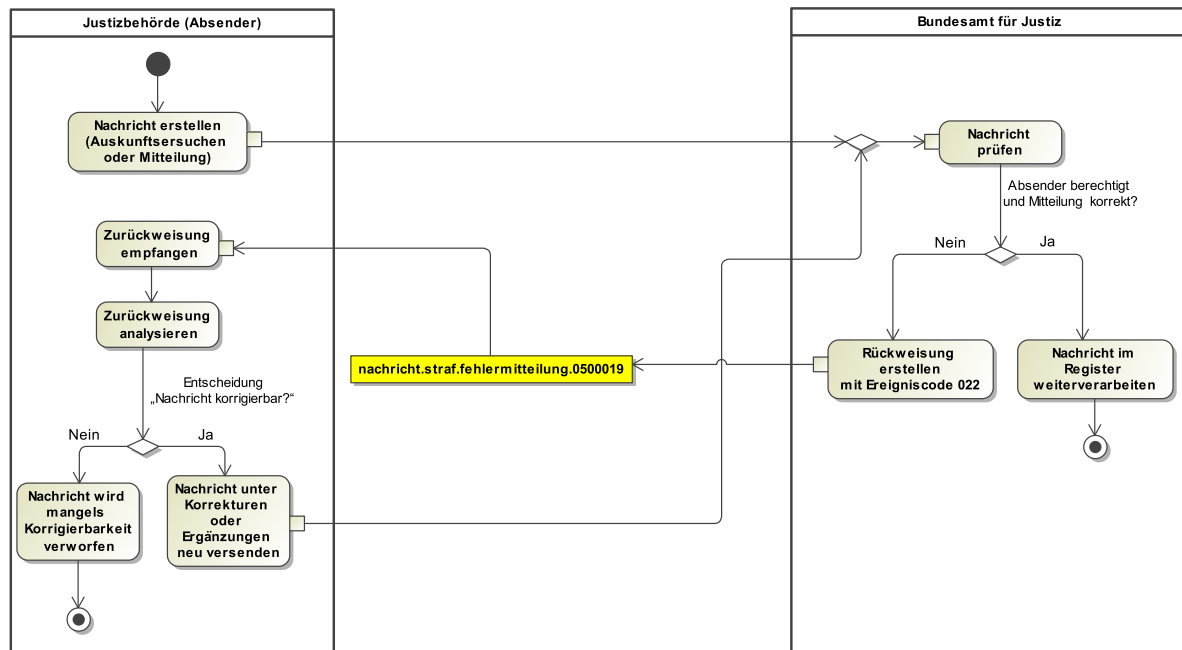 Justizbehörde (Absender)
Nachricht erstellen
(Auskunftsersuchen
oder Mitteilung)
Zurückweisung
empfangen
Zurückweisung
analysieren
Entscheidung
„Nachricht korrigierbar?“
Nein
Ja
Nachricht wird
mangels
Korrigierbarkeit
verworfen
Nachricht unter
Korrekturen
oder
Ergänzungen
neu versenden
nachricht.straf.fehlermitteilung.0500019
Bundesamt für Justiz
Nachricht
prüfen
Absender berechtigt
und Mitteilung korrekt?
Nein
Ja
Rückweisung
erstellen
mit Ereigniscode 022
Nachricht im
Register
weiterverarbeiten